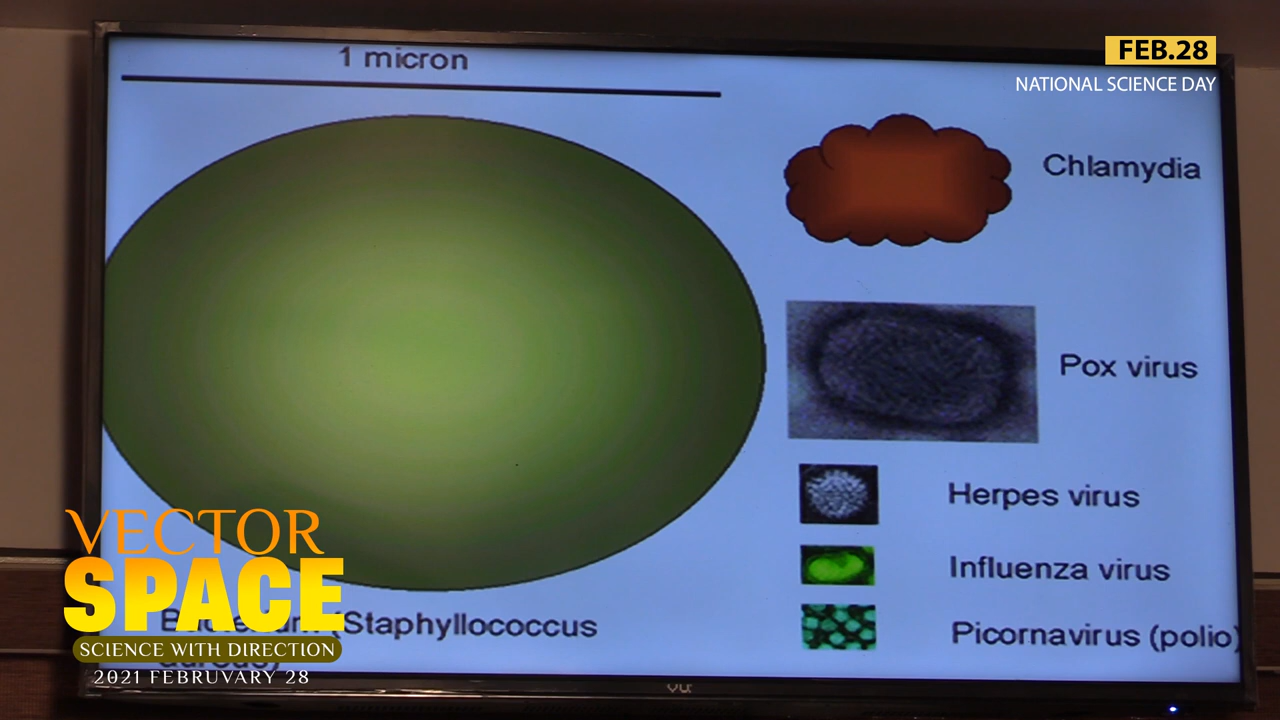 1 micron
FEB.28
NATIONAL SCIENCE DAY
Chlamydia
Pox virus
Herpes virus
Influenza virus
Picornavirus (polio)
(Staphyllococcus
VECTOR
SPACE
SCIENCE WITH DIRECTION
2021 FEBRUVARY 28
VU